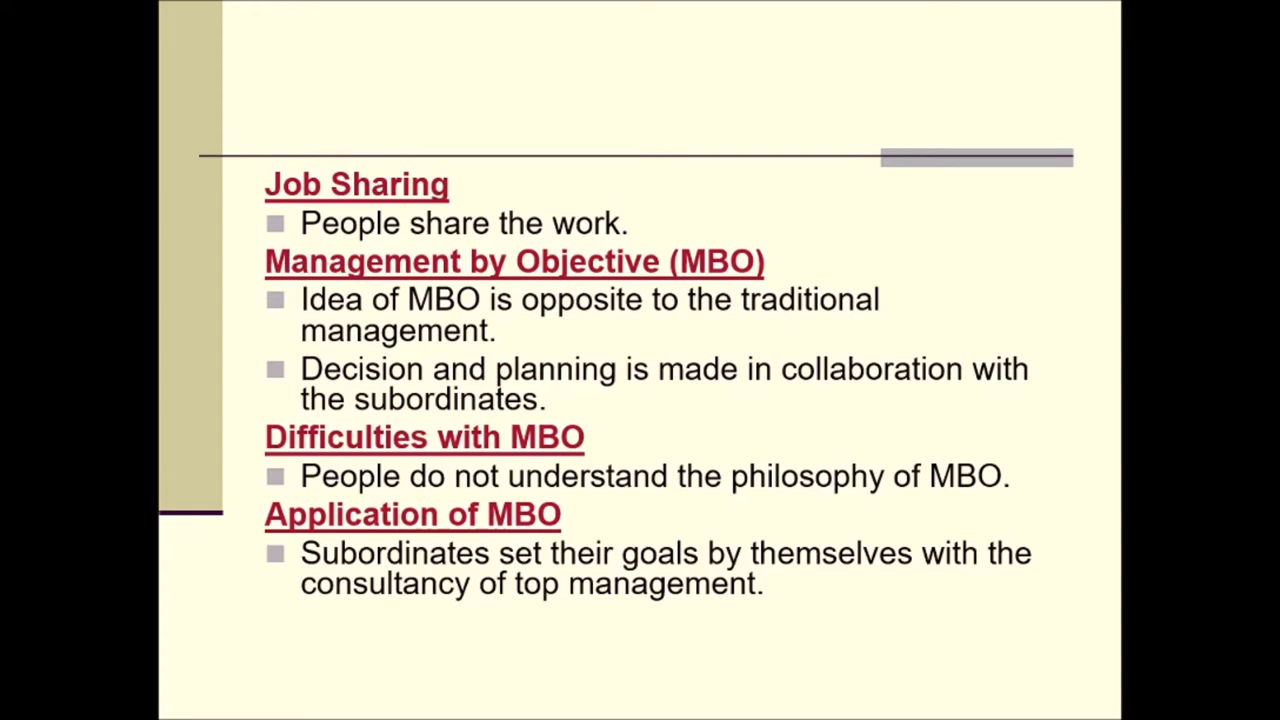 Job Sharing
People share the work.
Management by Objective (MBO)
Idea of MBO is opposite to the traditional
management.
Decision and planning is made in collaboration with
the subordinates.
Difficulties with MBO
People do not understand the philosophy of MBO.
Application of MBO
Subordinates set their goals by themselves with the
consultancy of top management.